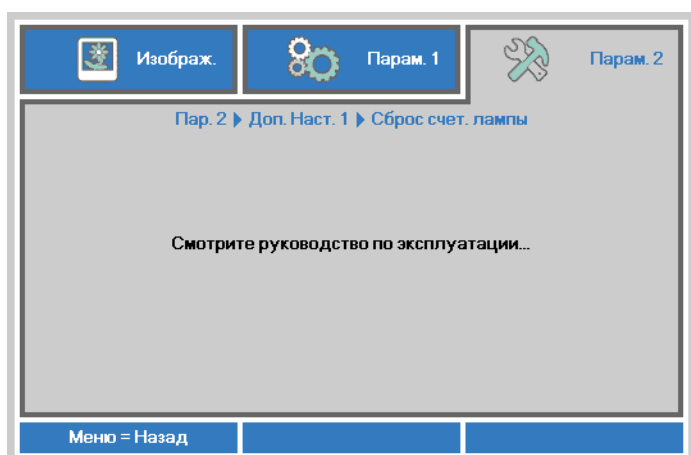 Изображ.
Парам. 1
Парам. 2
Пар. 2 ▶ Доп. Наст. 1 ▶ Сброс счет. лампы
Смотрите руководство по эксплуатации...
Меню = Назад